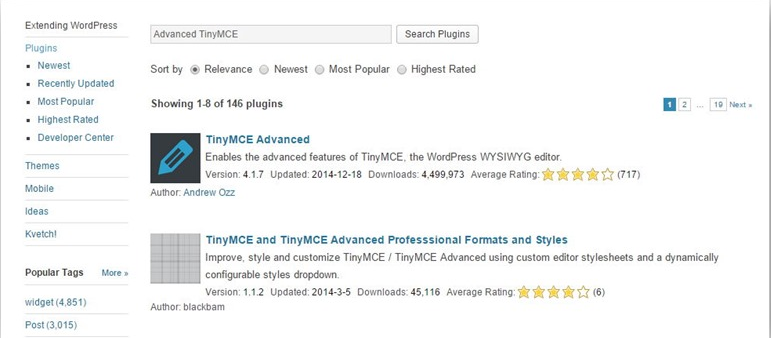 Extending WordPress
Plugins
Newest
Recently Updated
Most Popular
Highest Rated
Developer Center
Themes
Mobile
Ideas
Kvetch!
Popular Tags More »
widget (4,851)
Post (3,015)
Advanced TinyMCE Search Plugins
Sort by Relevance Newest Most Popular Highest Rated
Showing 1-8 of 146 plugins 1 2 ... 19 Next »
TinyMCE Advanced
Enables the advanced features of TinyMCE, the WordPress WYSIWYG editor.
Version: 4.1.7 Updated: 2014-12-18 Downloads: 4,499,973 Average Rating: (717)
Author: Andrew Ozz
TinyMCE and TinyMCE Advanced Professsional Formats and Styles
Improve, style and customize TinyMCE / TinyMCE Advanced using custom editor stylesheets and a dynamically
configurable styles dropdown.
Version: 1.1.2 Updated: 2014-3-5 Downloads: 45,116 Average Rating: (6)
Author: blackbam